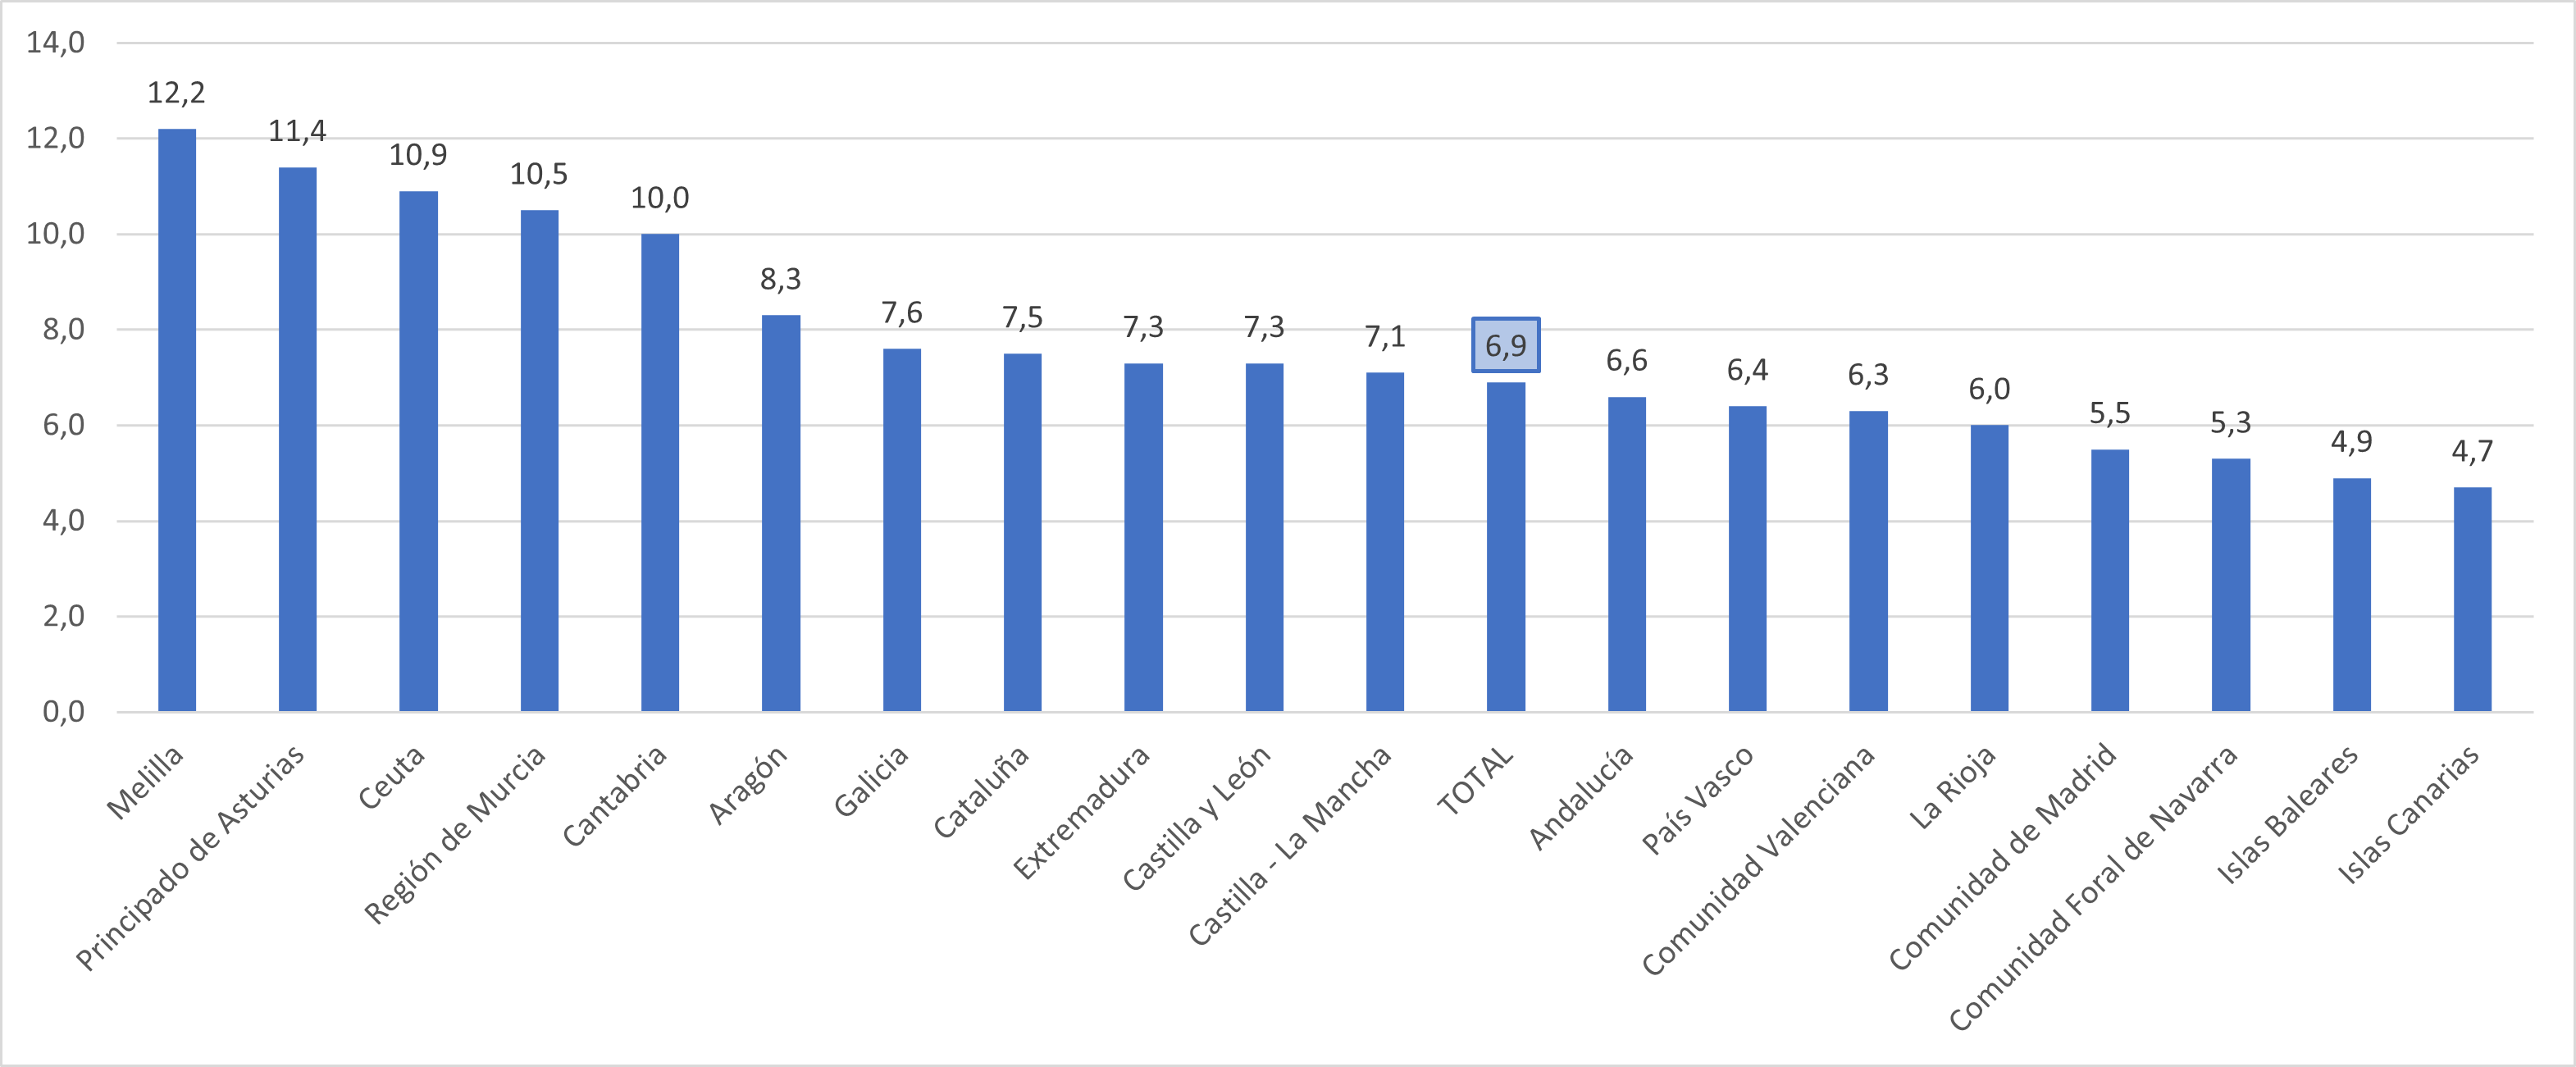 14,0
12,0
10,0
8,0
6,0
4,0
2,0
0,0
12,2
11,4
10,9
10,5
10,0
8,3
7,6
7,5
7,3
7,3
7,1
6,9
6,6
6,4
6,3
6,0
5,5
5,3
4,9
4,7
Melilla
Principado de Asturias
Ceuta
Región de Murcia
Cantabria
Aragón
Galicia
Cataluña
Extremadura
Castilla y León
Castilla - La Mancha
TOTAL
Andalucía
País Vasco
Comunidad Valenciana
La Rioja
Comunidad de Madrid
Comunidad Foral de Navarra
Islas Baleares
Islas Canarias